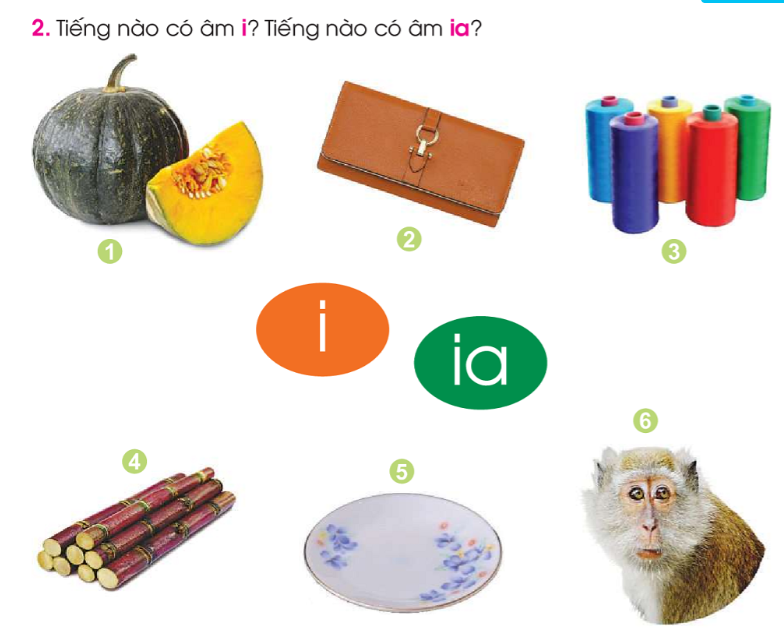 2. Tiếng nào có âm i? Tiếng nào có âm ia?
1
2
3
i
ia
4
5
6